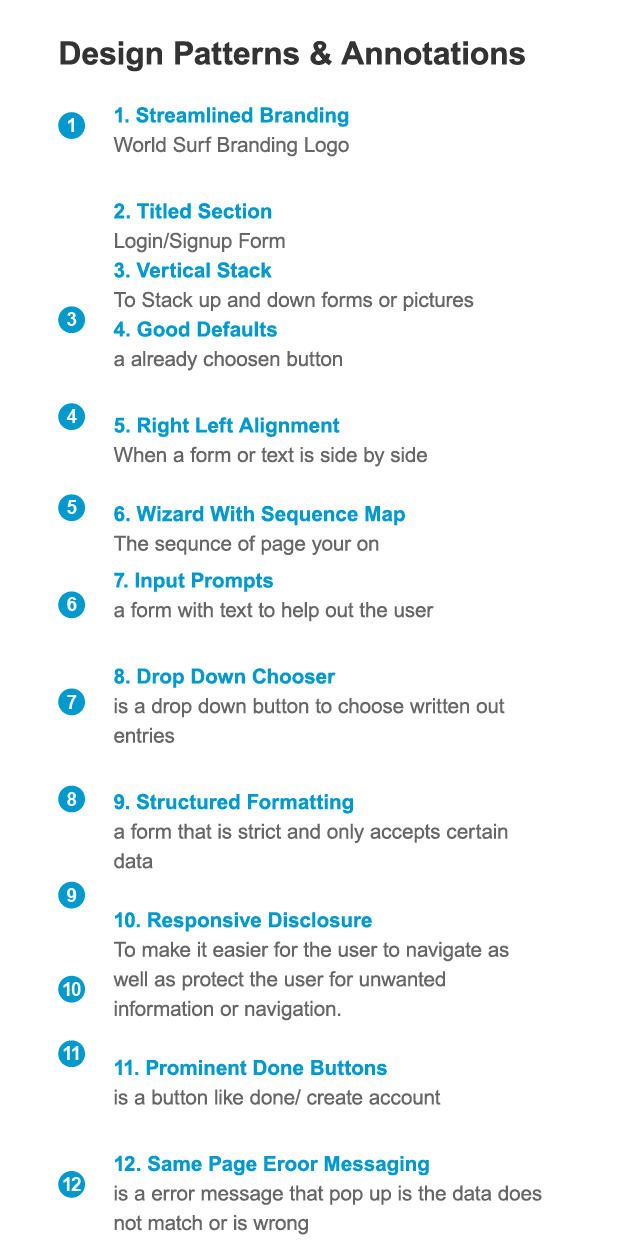 Design Patterns & Annotations
1
1. Streamlined Branding
World Surf Branding Logo
2. Titled Section
Login/Signup Form
3. Vertical Stack
To Stack up and down forms or pictures
3
4. Good Defaults
a already choosen button
4
5. Right Left Alignment
When a form or text is side by side
5
6. Wizard With Sequence Map
The sequnce of page your on
7. Input Prompts
6
a form with text to help out the user
8. Drop Down Chooser
7
is a drop down button to choose written out
entries
8
9. Structured Formatting
a form that is strict and only accepts certain
data
9
10. Responsive Disclosure
To make it easier for the user to navigate as
well as protect the user for unwanted
10
information or navigation.
11
11. Prominent Done Buttons
is a button like done/ create account
12. Same Page Eroor Messaging
12
is a error message that pop up is the data does
not match or is wrong